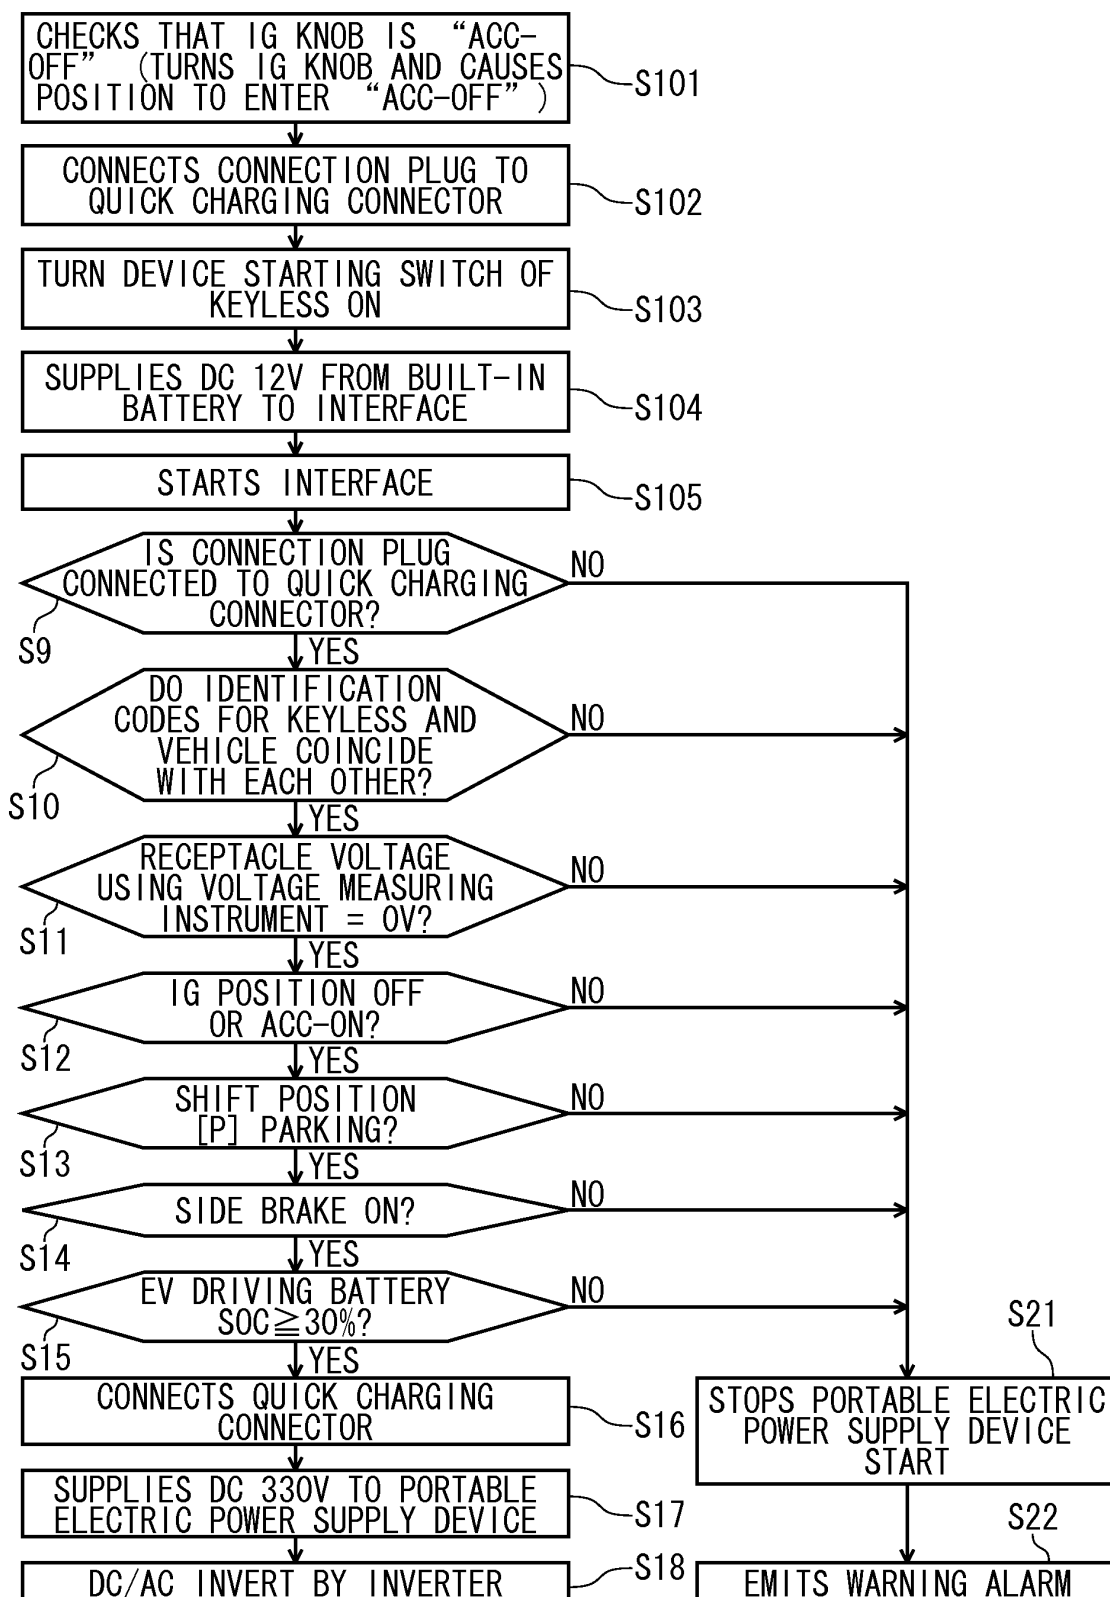 CHECKS THAT IG KNOB IS “ACC-
OFF” (TURNS IG KNOB AND CAUSES
POSITION TO ENTER “ACC-OFF”)
S101
CONNECTS CONNECTION PLUG TO
QUICK CHARGING CONNECTOR
S102
TURN DEVICE STARTING SWITCH OF
KEYLESS ON
S103
SUPPLIES DC 12V FROM BUILT-IN
BATTERY TO INTERFACE
S104
STARTS INTERFACE
S105
IS CONNECTION PLUG
CONNECTED TO QUICK CHARGING
CONNECTOR?
NO
S9
YES
DO IDENTIFICATION
CODES FOR KEYLESS AND
VEHICLE COINCIDE
WITH EACH OTHER?
NO
S10
YES
RECEPTACLE VOLTAGE
USING VOLTAGE MEASURING
INSTRUMENT = 0V?
NO
S11
YES
IG POSITION OFF
OR ACC-ON?
NO
S12
YES
SHIFT POSITION
[P] PARKING?
NO
S13
YES
SIDE BRAKE ON?
NO
S14
YES
EV DRIVING BATTERY
SOC≧30%?
NO
S15
YES
CONNECTS QUICK CHARGING
CONNECTOR
S16
SUPPLIES DC 330V TO PORTABLE
ELECTRIC POWER SUPPLY DEVICE
S17
DC/AC INVERT BY INVERTER
S18
S21
STOPS PORTABLE ELECTRIC
POWER SUPPLY DEVICE
START
S22
EMITS WARNING ALARM